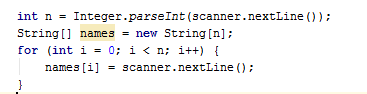 int n = Integer.parseInt(scanner.nextLine());
String[] names = new String[n];
for (int i = 0; i < n; i++) {
    names[i] = scanner.nextLine();
}